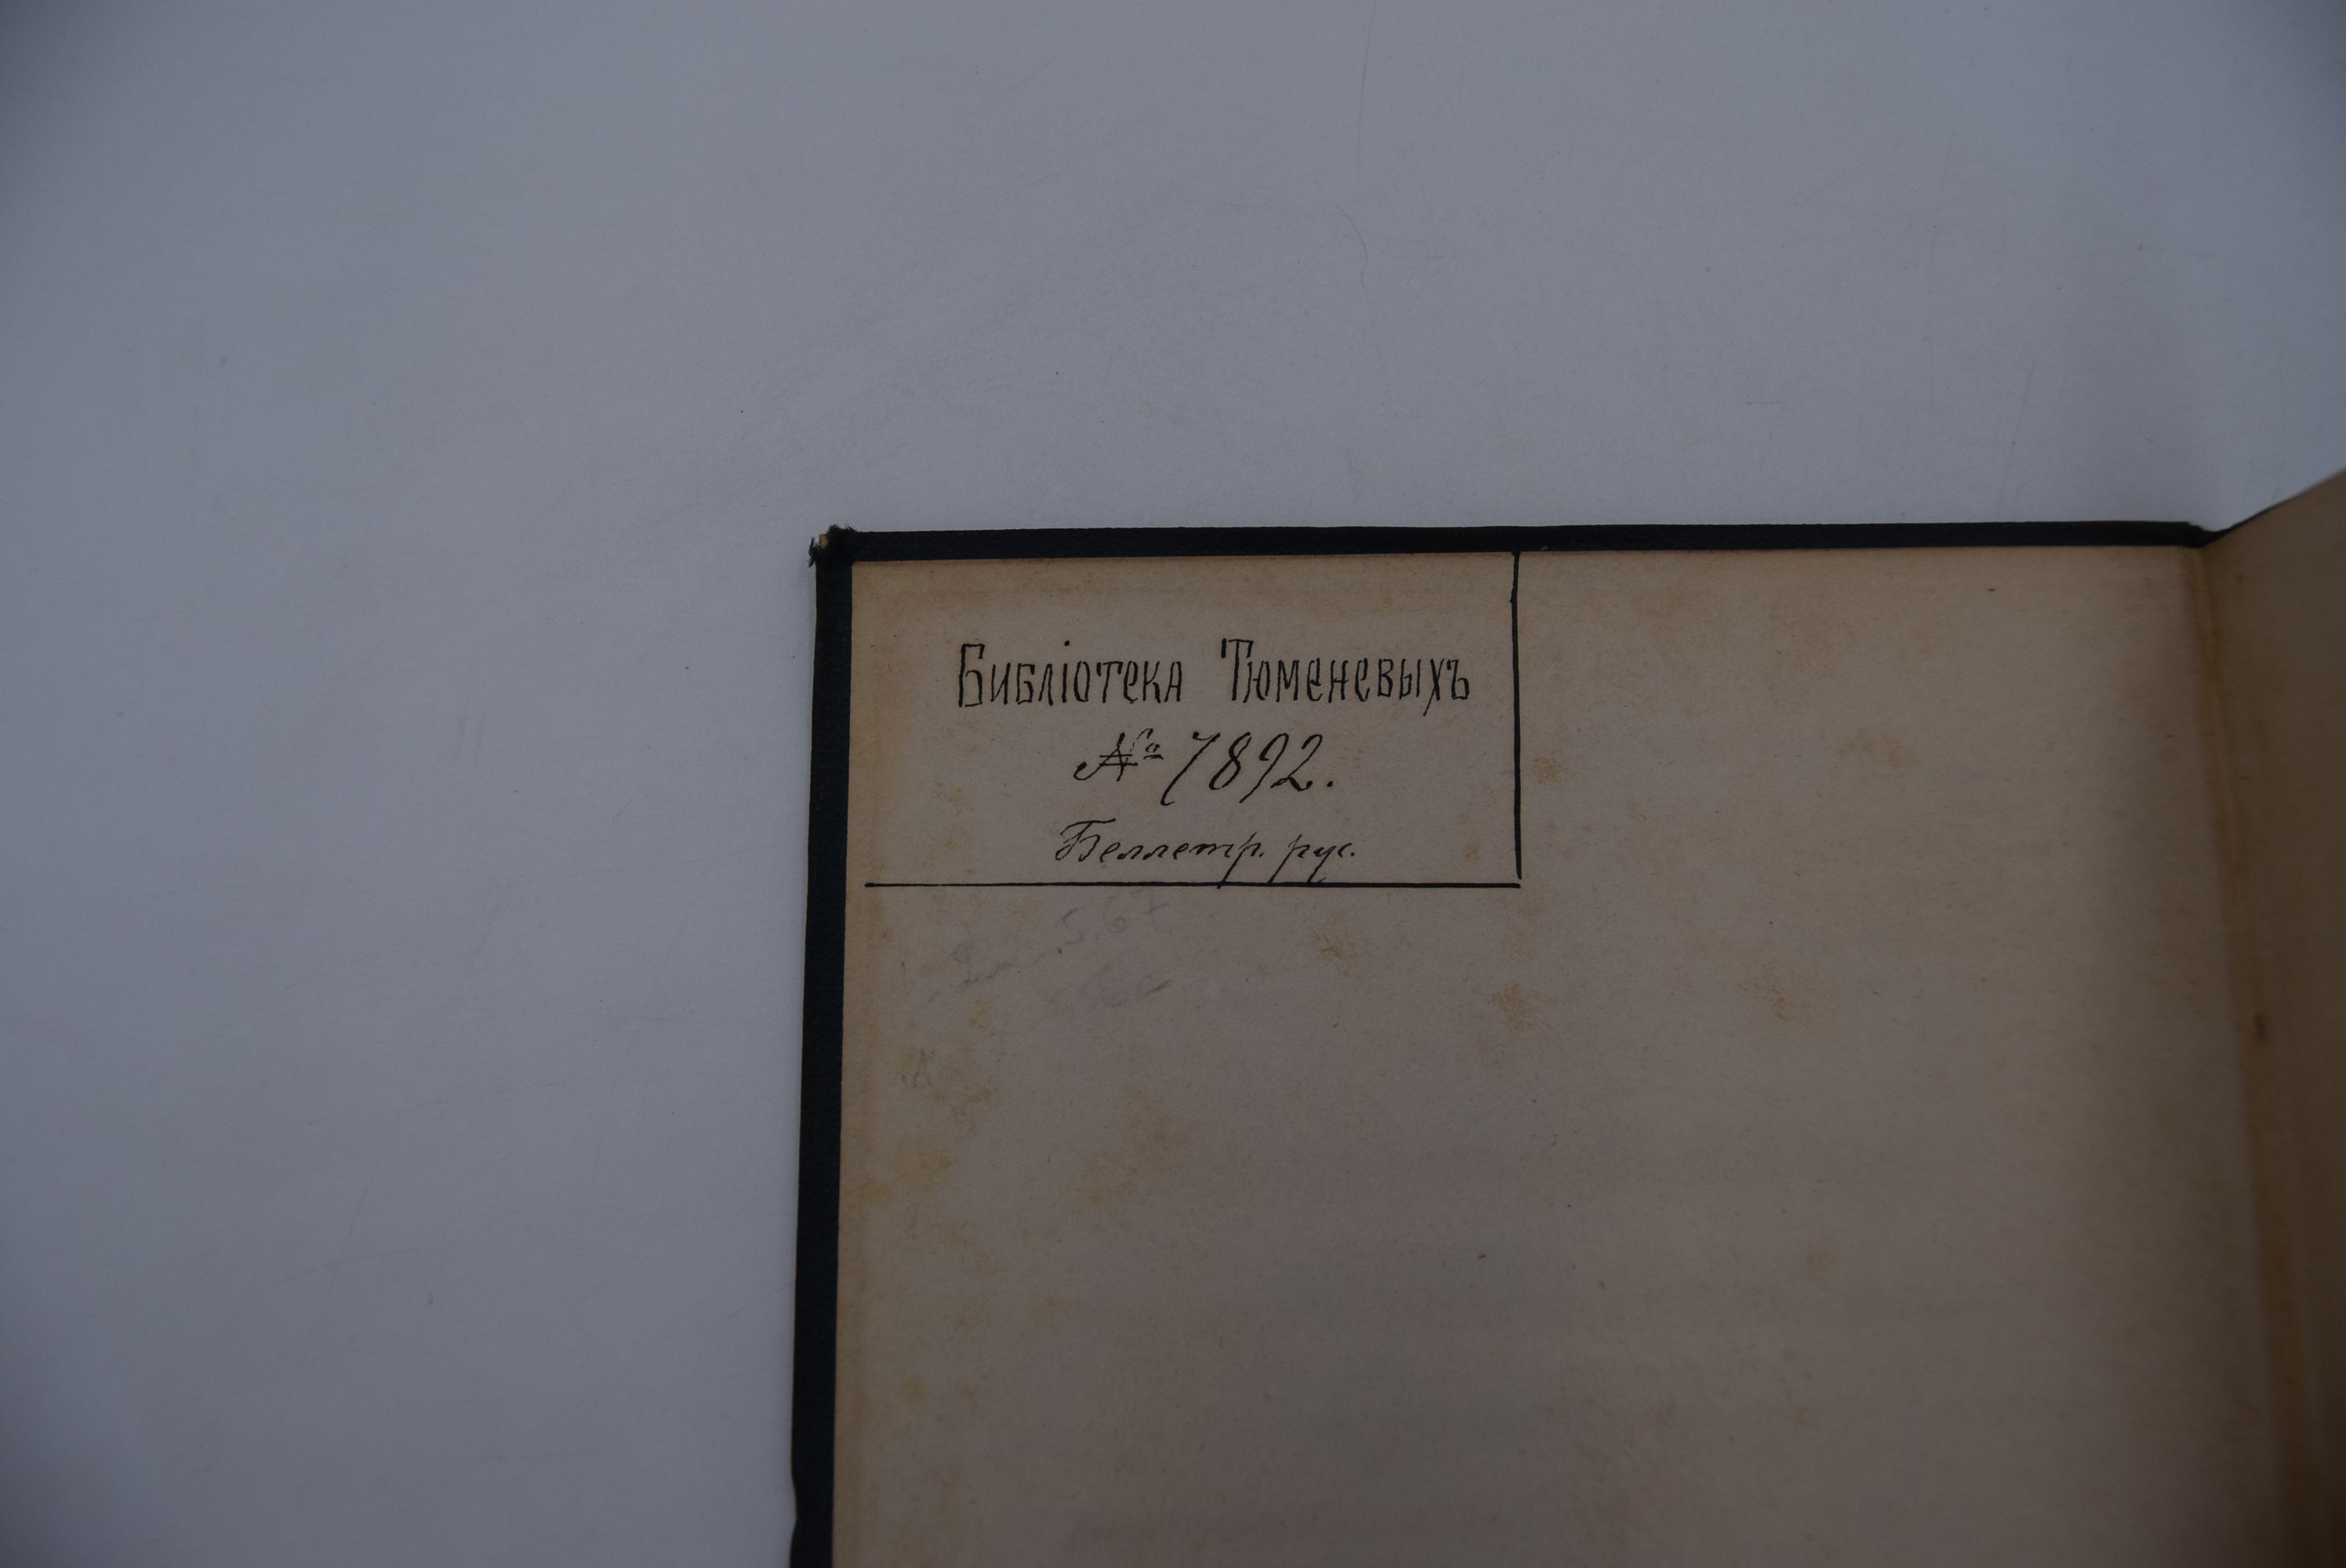 Библіотека Тюменевыхъ
№ 7892.
Беллетр. рус.